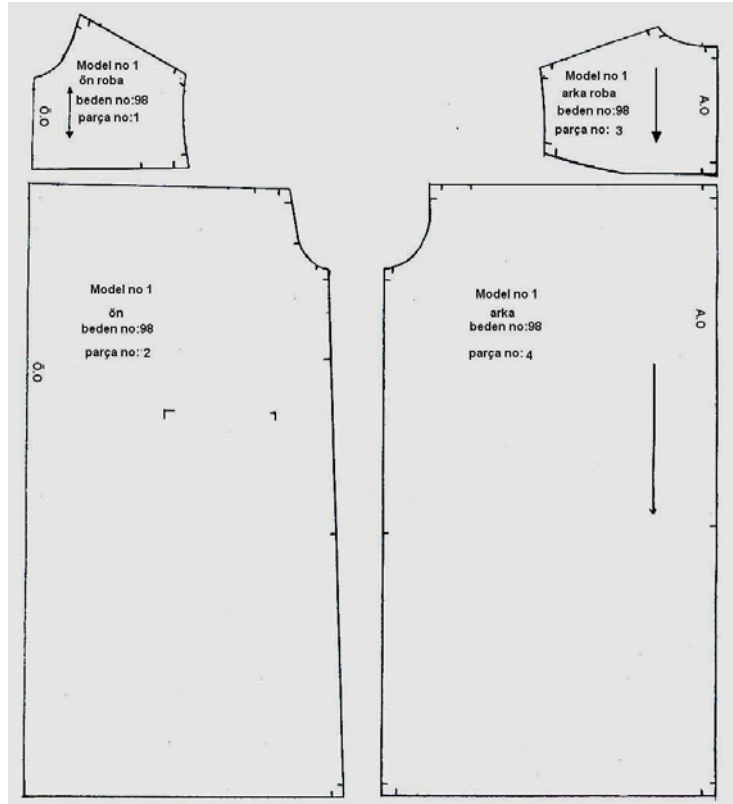 Model no 1
ön roba
beden no:98
parça no:1
Ö.O
Model no 1
arka roba
beden no:98
parça no: 3
A.O
Model no 1
ön
beden no:98
parça no:2
Ö.O
Model no 1
arka
beden no:98
parça no: 4
A.O